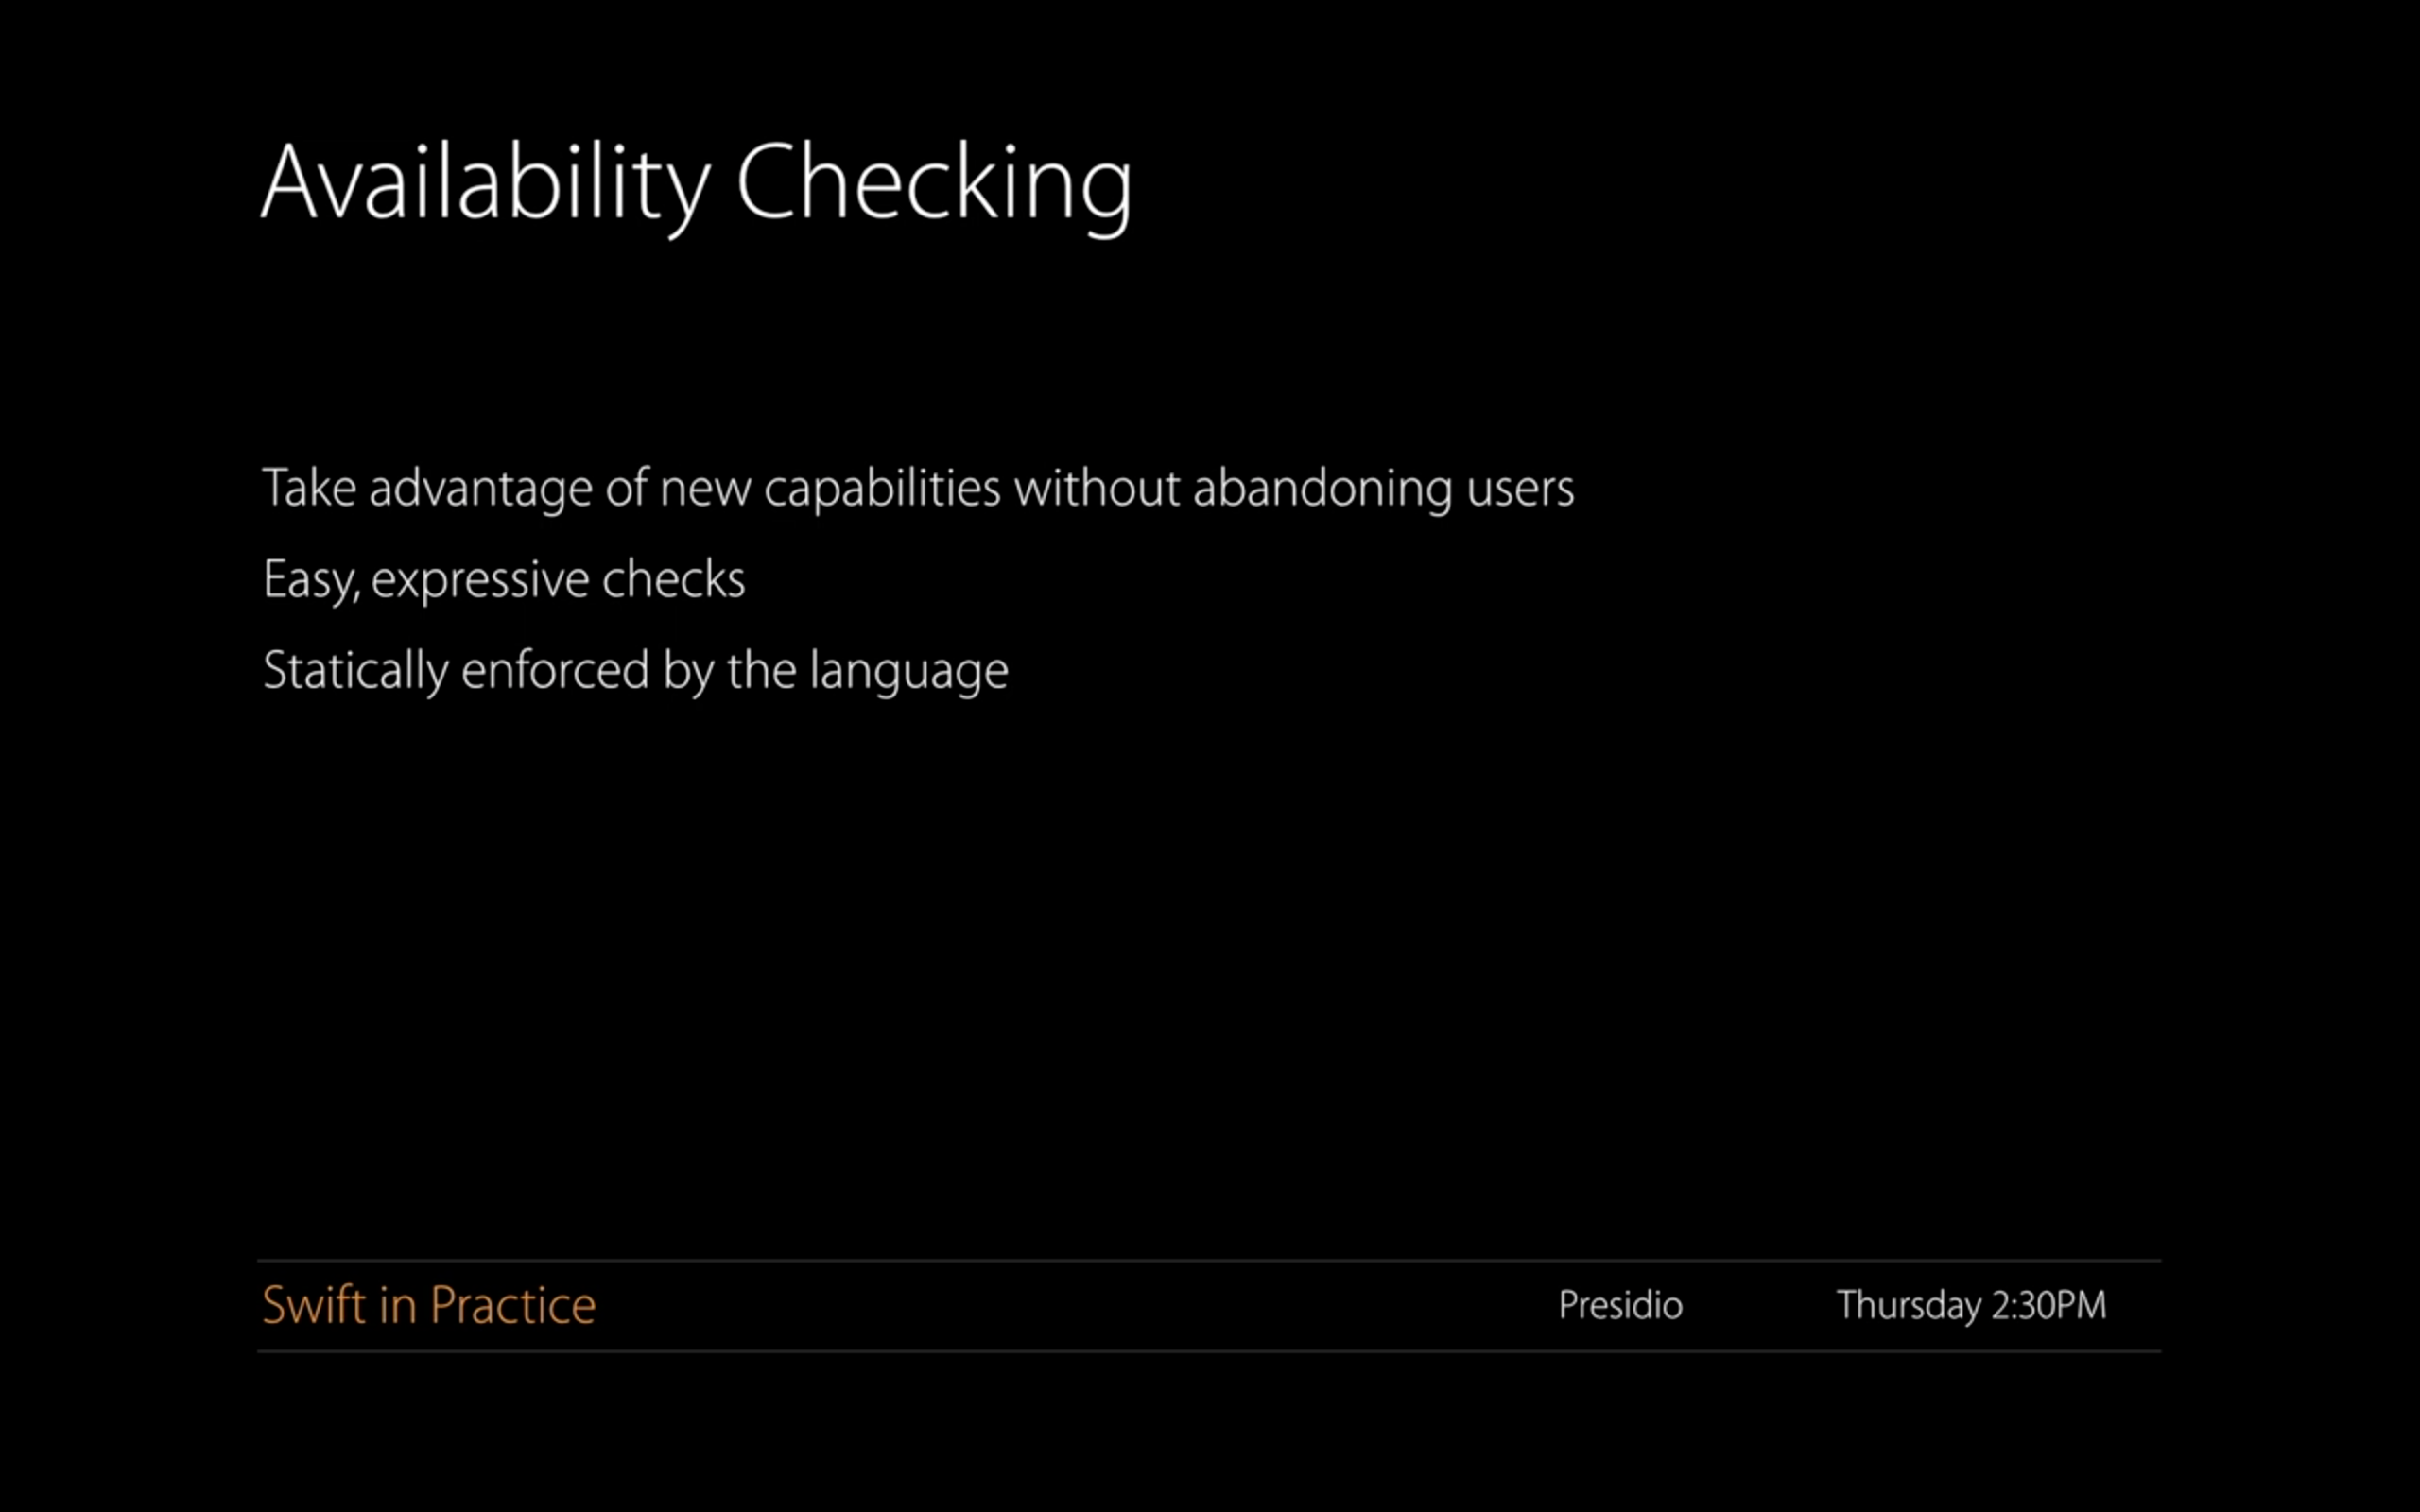 Availability Checking
Take advantage of new capabilities without abandoning users
Easy, expressive checks
Statically enforced by the language
Swift in Practice Presidio Thursday 2:30PM